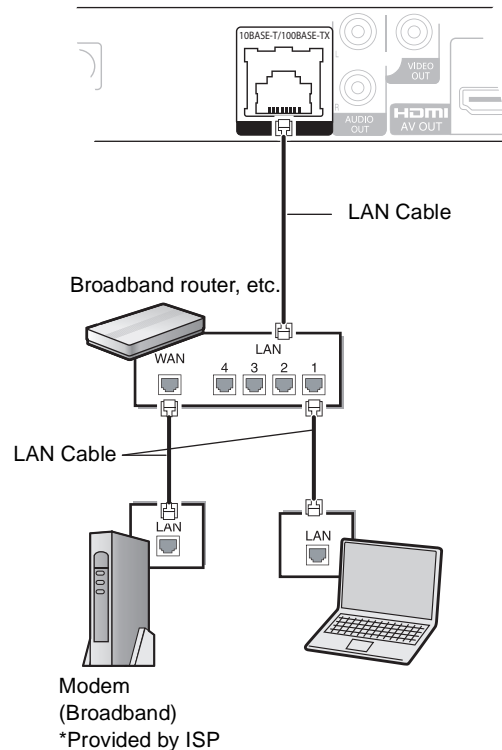 10BASE-T/100BASE-TX
L
R
VIDEO
OUT
AUDIO
OUT
HDMI
AV OUT
LAN Cable
Broadband router, etc.
WAN
LAN
4 3 2 1
LAN Cable
LAN
LAN
Modem
(Broadband)
*Provided by ISP